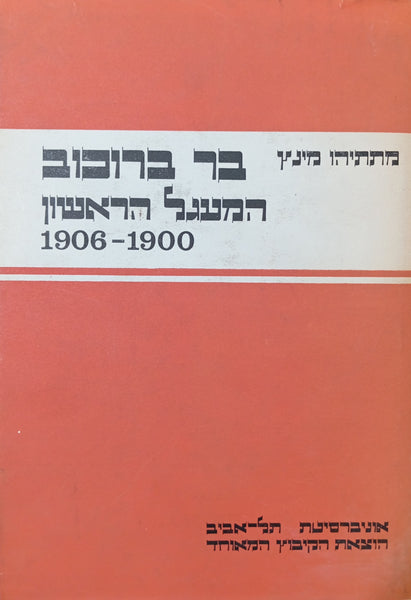 מתתיהו מינץ
בר ברוכוב
המעגל הראשון
1906-1900
אוניברסיטת תל-אביב
הוצאת הקיבוץ המאוחד